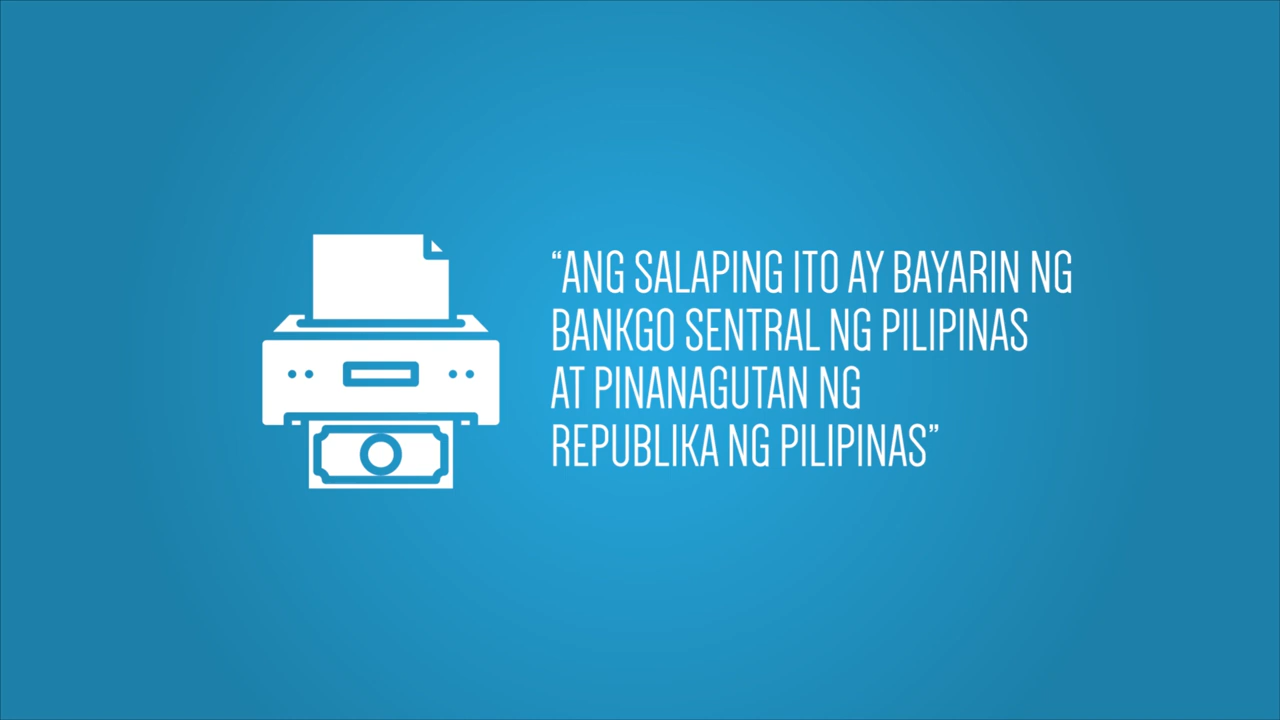 “ANG SALAPING ITO AY BAYARIN NG
BANKGO SENTRAL NG PILIPINAS
AT PINANAGUTAN NG
REPUBLIKA NG PILIPINAS”